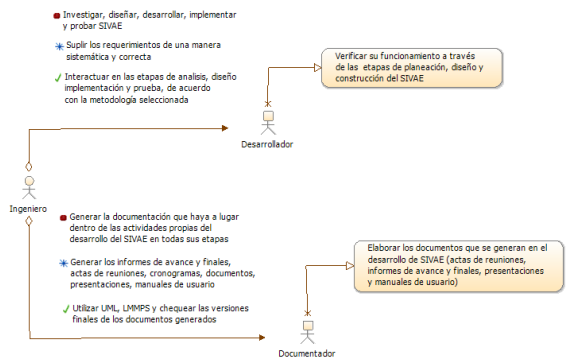 Investigar, diseñar, desarrollar, implementar
y probar SIVAE
Suplir los requerimientos de una manera
sistemática y correcta
Interactuar en las etapas de analisis, diseño
implementación y prueba, de acuerdo
con la metodología seleccionada
Verificar su funcionamiento a través
de las etapas de planeación, diseño y
construcción del SIVAE
Desarrollador
Ingeniero
Generar la documentación que haya a lugar
dentro de las actividades propias del
desarrollo del SIVAE en todas sus etapas
Generar los informes de avance y finales,
actas de reuniones, cronogramas, documentos,
presentaciones, manuales de usuario
Utilizar UML, LMMPS y chequear las versiones
finales de los documentos generados
Elaborar los documentos que se generan en el
desarrollo de SIVAE (actas de reuniones,
informes de avance y finales, presentaciones
y manuales de usuario)
Documentador